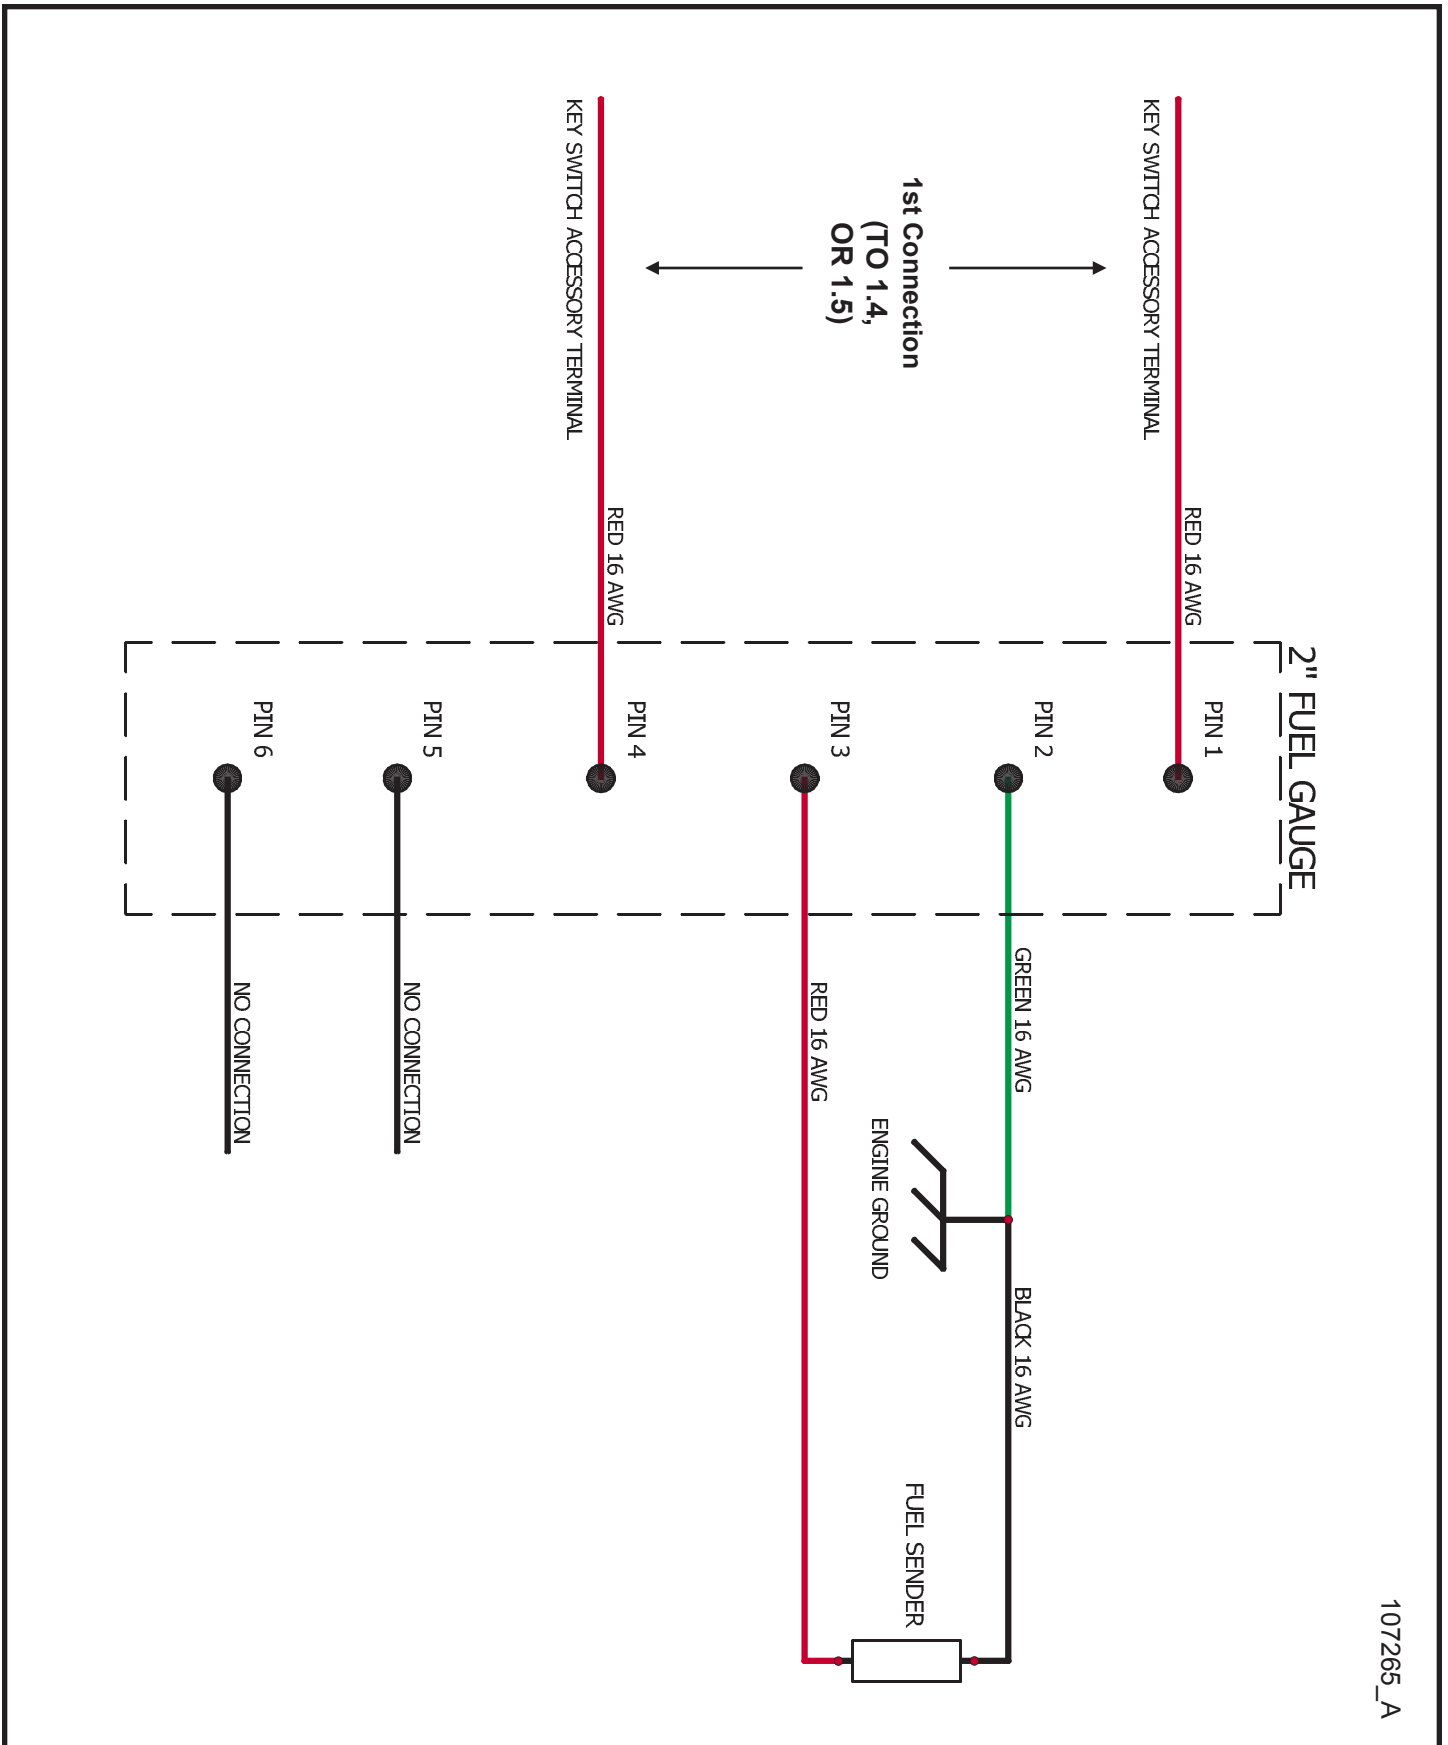 107265_A
2" FUEL GAUGE
KEY SWITCH ACCESSORY TERMINAL
RED 16 AWG
PIN 1
PIN 2
GREEN 16 AWG
BLACK 16 AWG
1st Connection
(TO 1.4,
OR 1.5)
ENGINE GROUND
FUEL SENDER
PIN 3
RED 16 AWG
KEY SWITCH ACCESSORY TERMINAL
RED 16 AWG
PIN 4
PIN 5
NO CONNECTION
PIN 6
NO CONNECTION